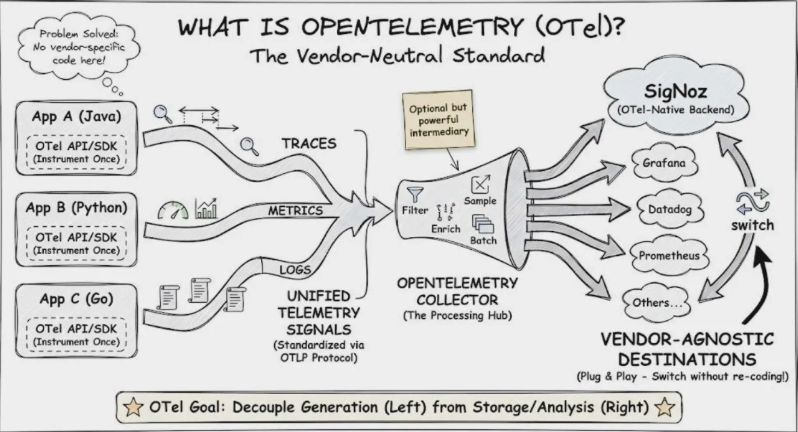 WHAT IS OPENTELEMETRY (OTel)?
The Vendor-Neutral Standard
Problem Solved:
No vendor-specific
code here!
App A (Java)
OTel API/SDK
(Instrument Once)
App B (Python)
OTel API/SDK
(Instrument Once)
App C (Go)
OTel API/SDK
(Instrument Once)
TRACES
METRICS
LOGS
UNIFIED
TELEMETRY
SIGNALS
(Standardized via
OTLP Protocol)
Optional but
powerful
intermediary
Filter
Sample
Enrich
Batch
OPENTELEMETRY
COLLECTOR
(The Processing Hub)
SigNoz
(OTel-Native Backend)
Grafana
Datadog
Prometheus
Others...
switch
VENDOR-AGNOSTIC
DESTINATIONS
(Plug & Play - Switch without re-coding!)
OTel Goal: Decouple Generation (Left) from Storage/Analysis (Right)